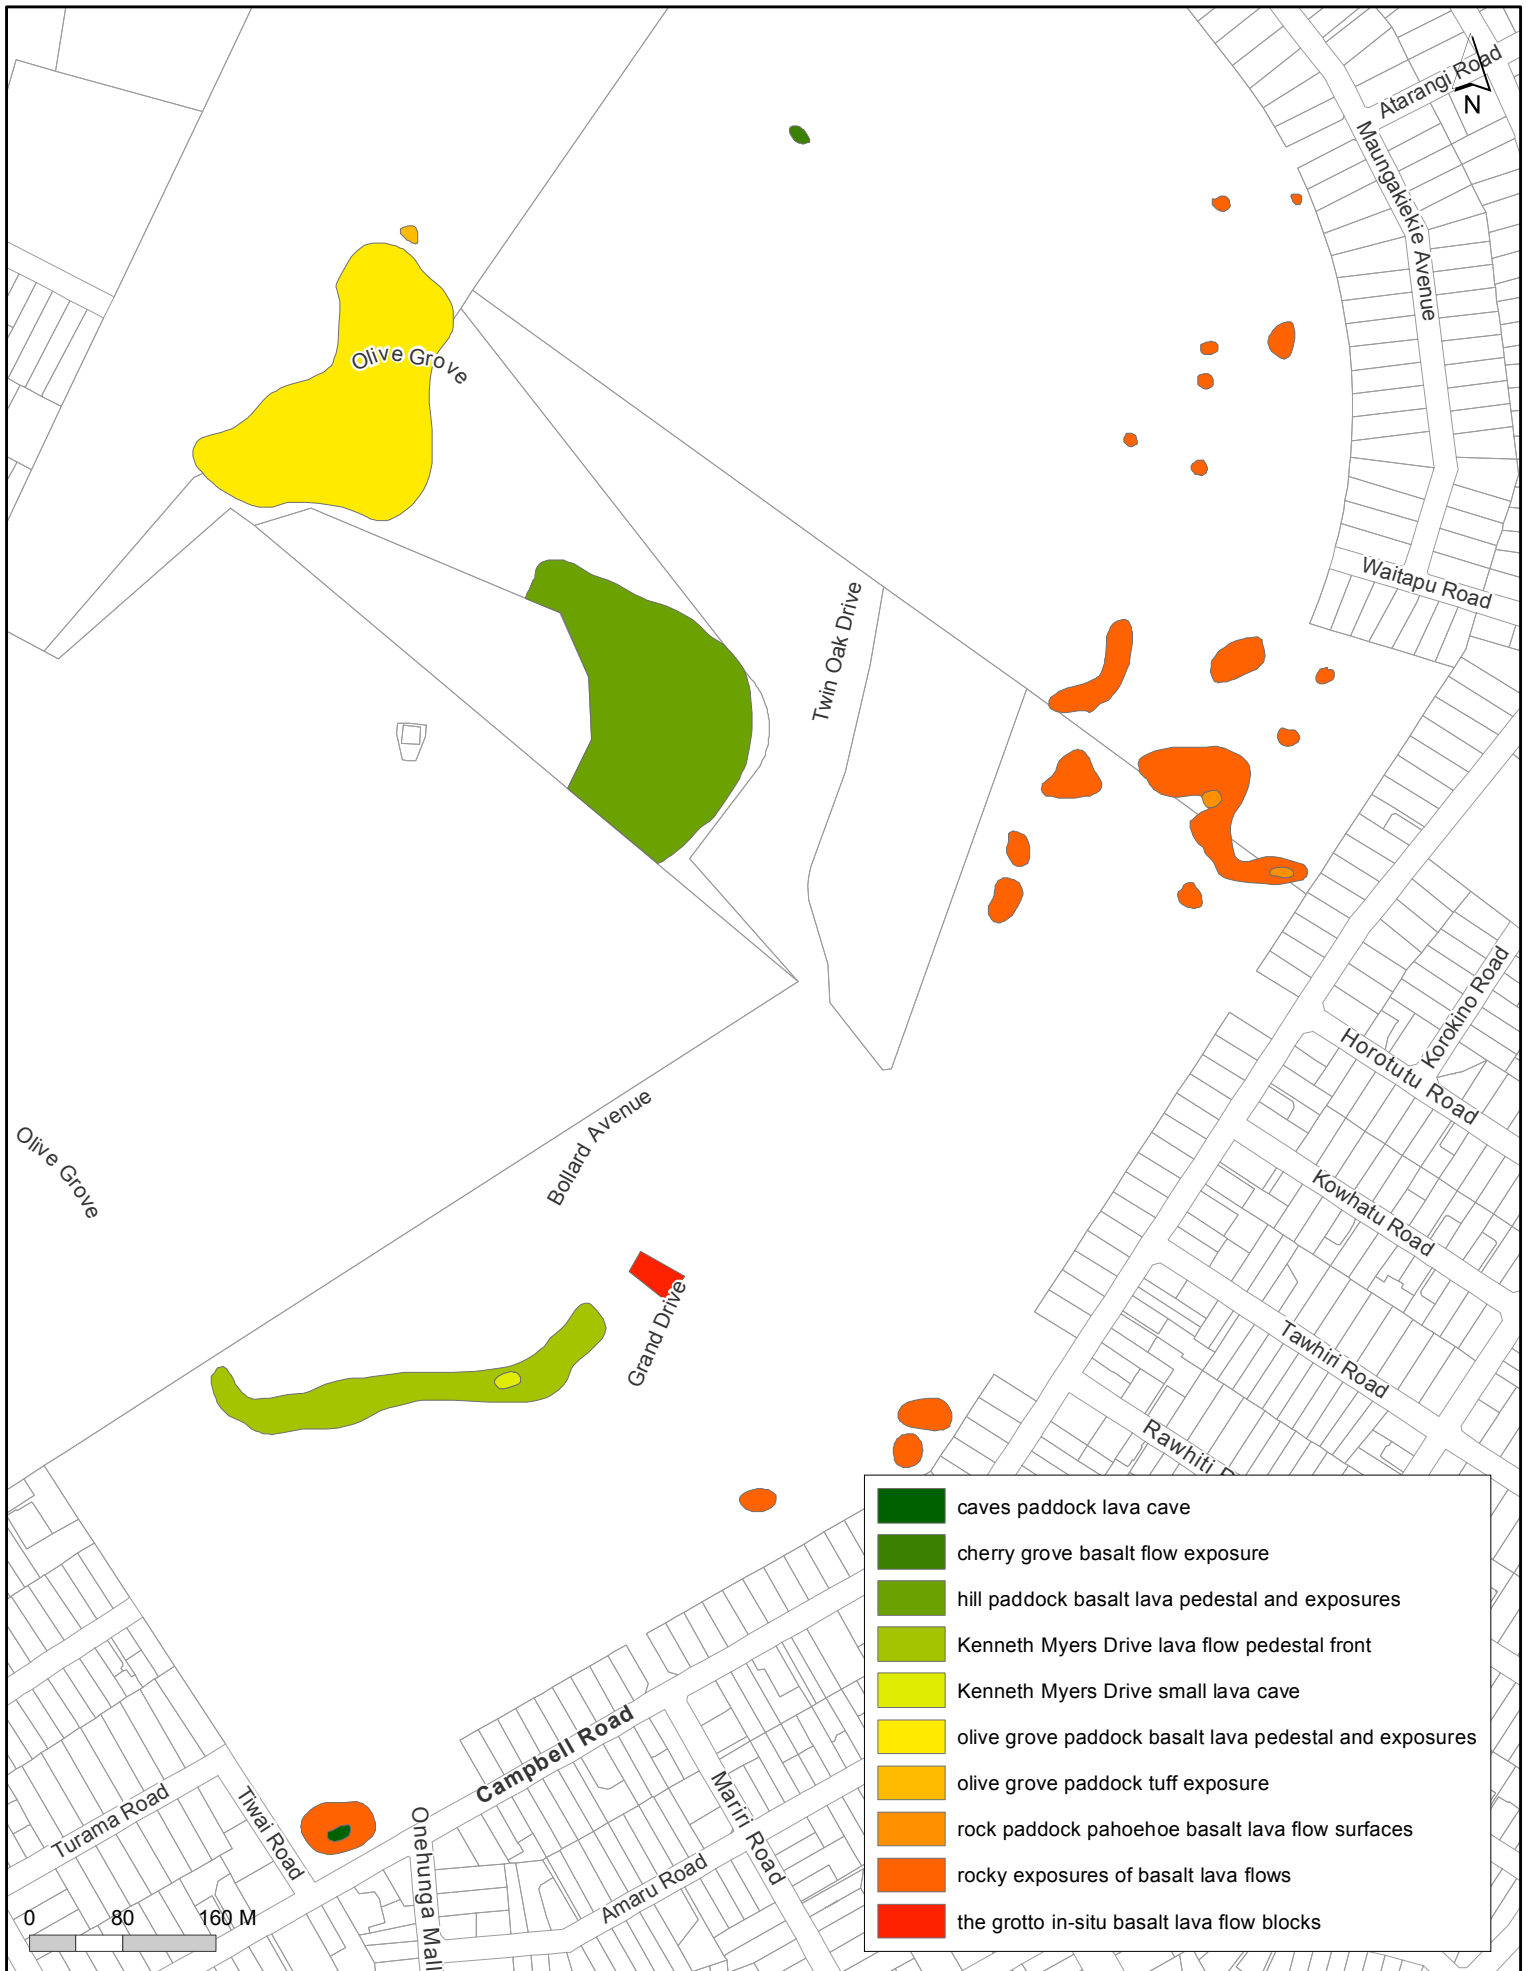 Atarangi Road
N
Maungakiekie Avenue
Olive Grove
Waitapu Road
Twin Oak Drive
Korokino Road
Horotutu Road
Bollard Avenue
Olive Grove
Kowhatu Road
Grand Drive
Tawhiri Road
Rawhiti
caves paddock lava cave
cherry grove basalt flow exposure
hill paddock basalt lava pedestal and exposures
Kenneth Myers Drive lava flow pedestal front
Kenneth Myers Drive small lava cave
olive grove paddock basalt lava pedestal and exposures
olive grove paddock tuff exposure
rock paddock pahoehoe basalt lava flow surfaces
rocky exposures of basalt lava flows
the grotto in-situ basalt lava flow blocks
Campbell Road
Turama Road
Tiwai Road
Onehunga Mall
Mariri Road
Amaru Road
0 80 160 M